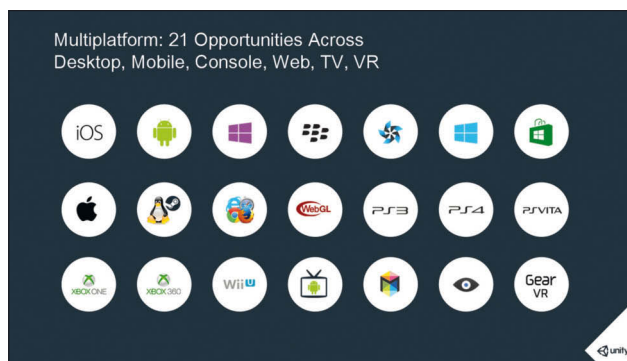 Multiplatform: 21 Opportunities Across
Desktop, Mobile, Console, Web, TV, VR
iOS
WebGL
PS3
PS4
PSVITA
XBOX ONE
XBOX 360
Wii U
Gear
VR
unity